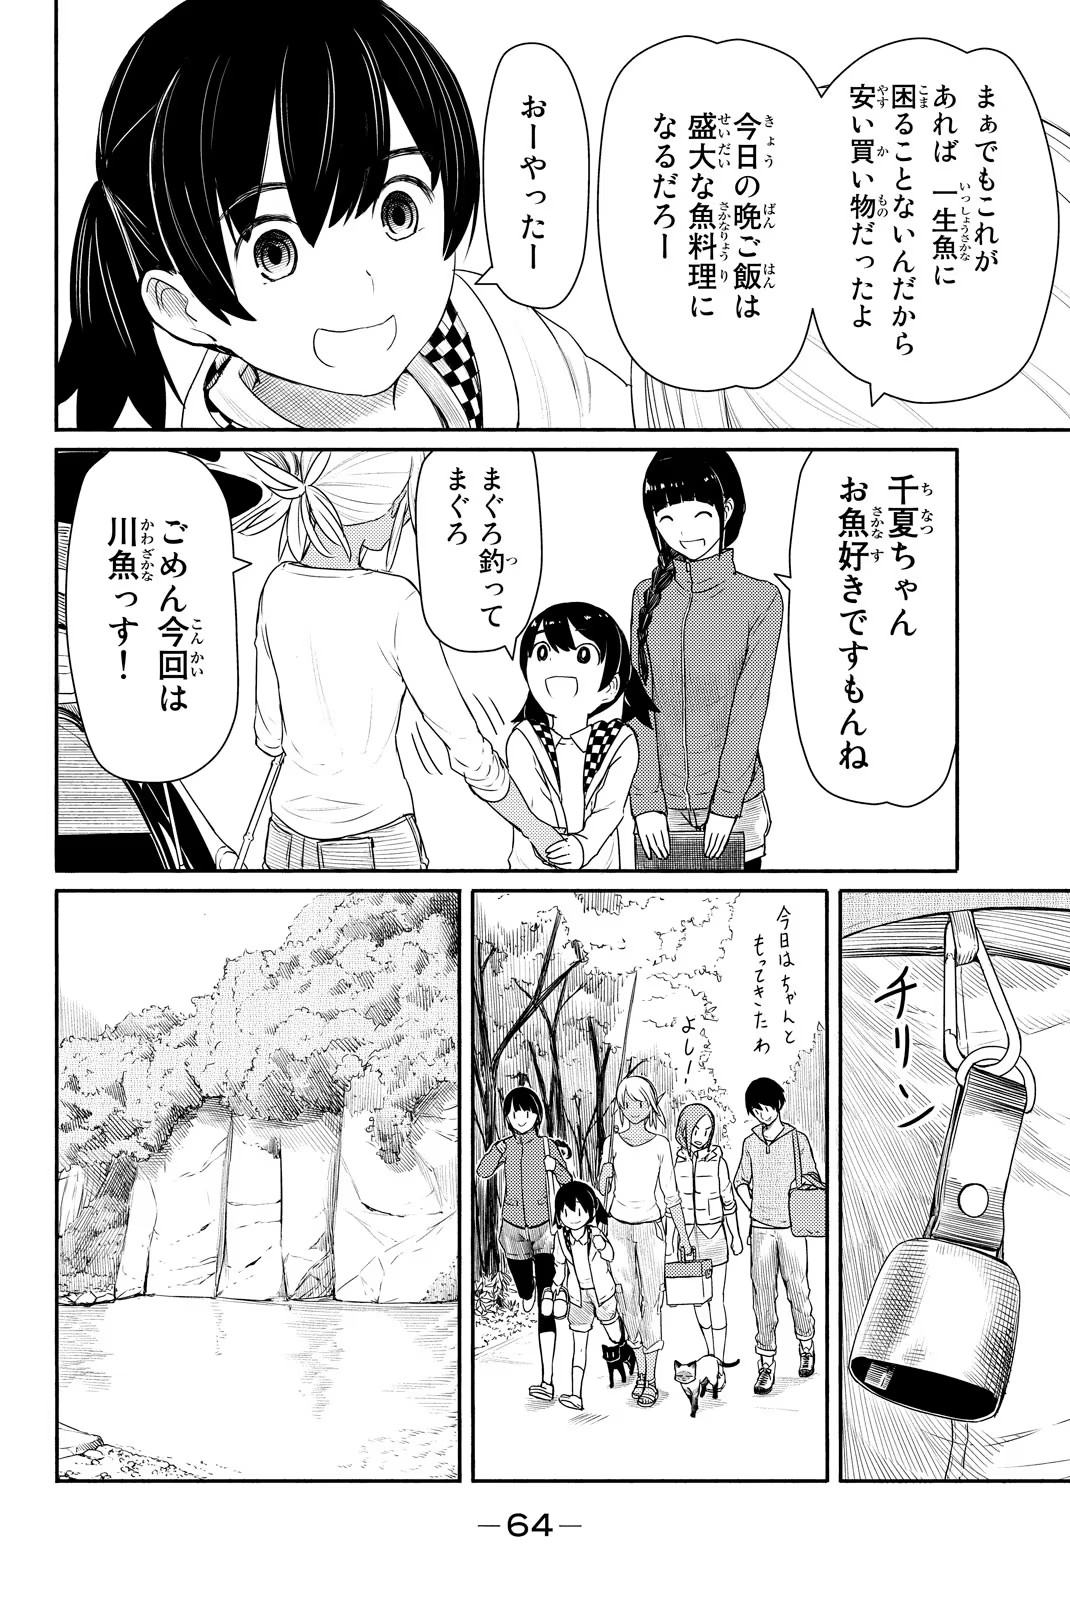 まぁでもこれが
あれば 一生魚に
困ることないんだから
安い買い物だったよ
今日の晩ご飯は
盛大な魚料理に
なるだろー
おーやったー
千夏ちゃん
お魚好きですもんね
まぐろ釣って
まぐろ
ごめん今回は
川魚っす！
チリン
今日はちゃんと
もってきたわ
よしー
—64—